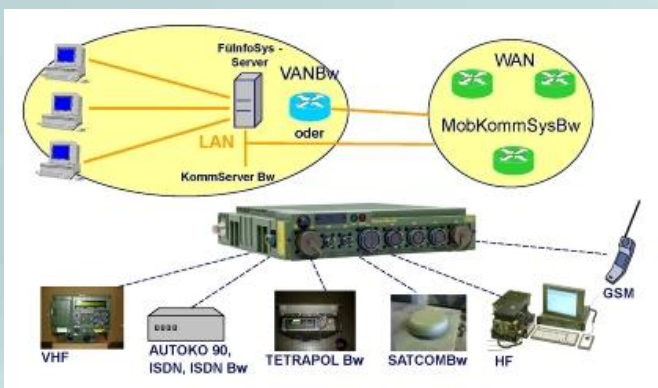 FüInfoSys -
Server
VANBw
oder
LAN
KommServer Bw
WAN
MobKommSysBw
GSM
VHF
AUTOKO 90,
ISDN, ISDN Bw
TETRAPOL Bw
SATCOMBw
HF